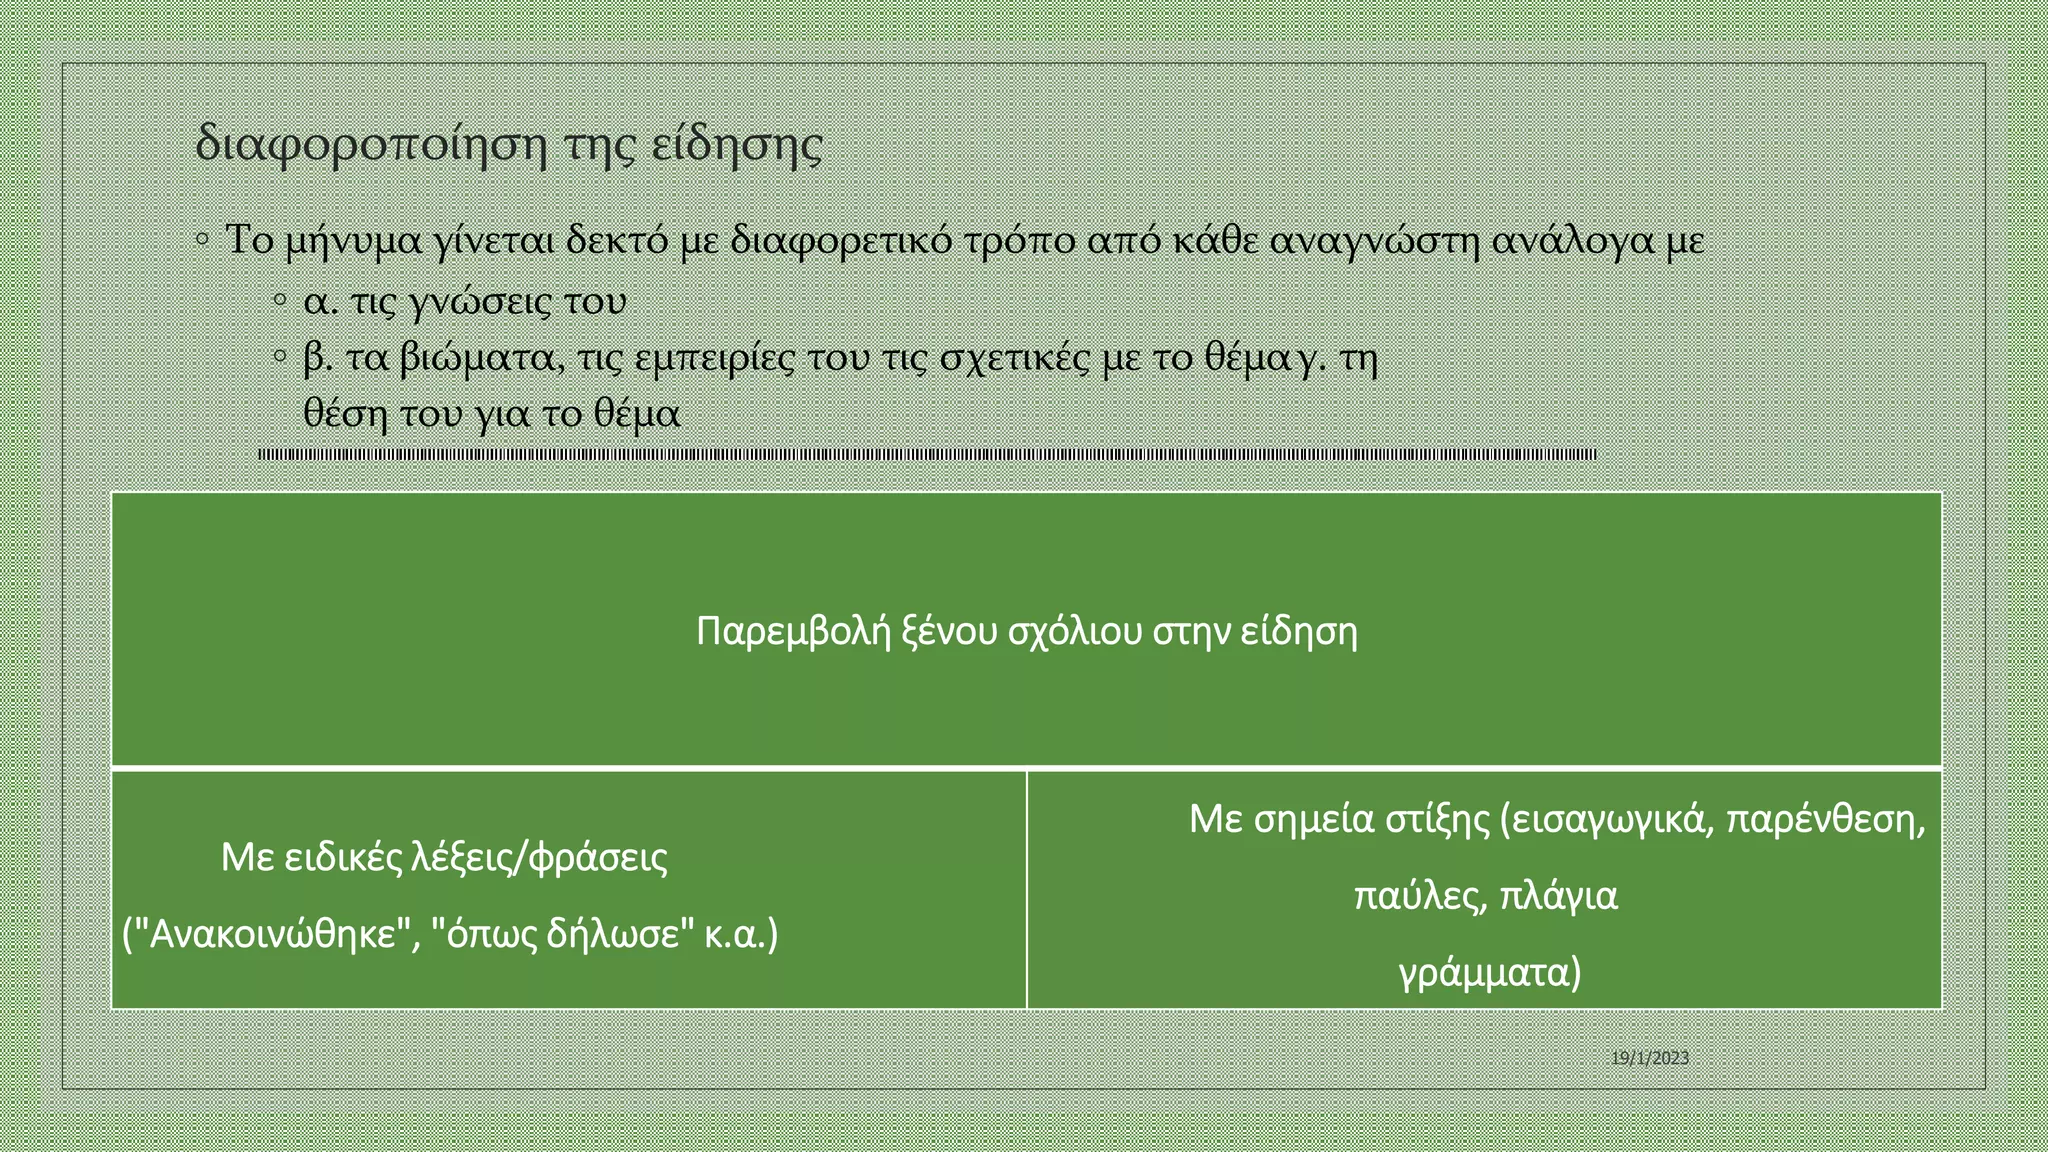 διαφοροποίηση της είδησης
◦ Το μήνυμα γίνεται δεκτό με διαφορετικό τρόπο από κάθε αναγνώστη ανάλογα με
◦ α. τις γνώσεις του
◦ β. τα βιώματα, τις εμπειρίες του τις σχετικές με το θέμαγ. τη
θέση του για το θέμα
Παρεμβολή ξένου σχόλιου στην είδηση
Με ειδικές λέξεις/φράσεις
("Ανακοινώθηκε", "όπως δήλωσε" κ.α.)
Με σημεία στίξης (εισαγωγικά, παρένθεση,
παύλες, πλάγια
γράμματα)
19/1/2023